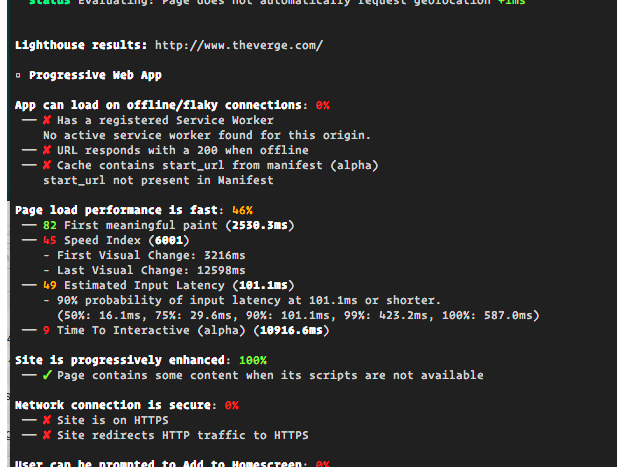 status Evaluating: Page does not automatically request geolocation +1ms
Lighthouse results: http://www.theverge.com/
▫ Progressive Web App
App can load on offline/flaky connections: 0%
── ✘ Has a registered Service Worker
No active service worker found for this origin.
── ✘ URL responds with a 200 when offline
── ✘ Cache contains start_url from manifest (alpha)
start_url not present in Manifest
Page load performance is fast: 46%
── 82 First meaningful paint (2530.3ms)
── 45 Speed Index (6001)
- First Visual Change: 3216ms
- Last Visual Change: 12598ms
── 49 Estimated Input Latency (101.1ms)
- 90% probability of input latency at 101.1ms or shorter.
(50%: 16.1ms, 75%: 29.6ms, 90%: 101.1ms, 99%: 423.2ms, 100%: 587.0ms)
── 9 Time To Interactive (alpha) (10916.6ms)
Site is progressively enhanced: 100%
── ✓ Page contains some content when its scripts are not available
Network connection is secure: 0%
── ✘ Site is on HTTPS
── ✘ Site redirects HTTP traffic to HTTPS
User can be prompted to Add to Homescreen: 0%